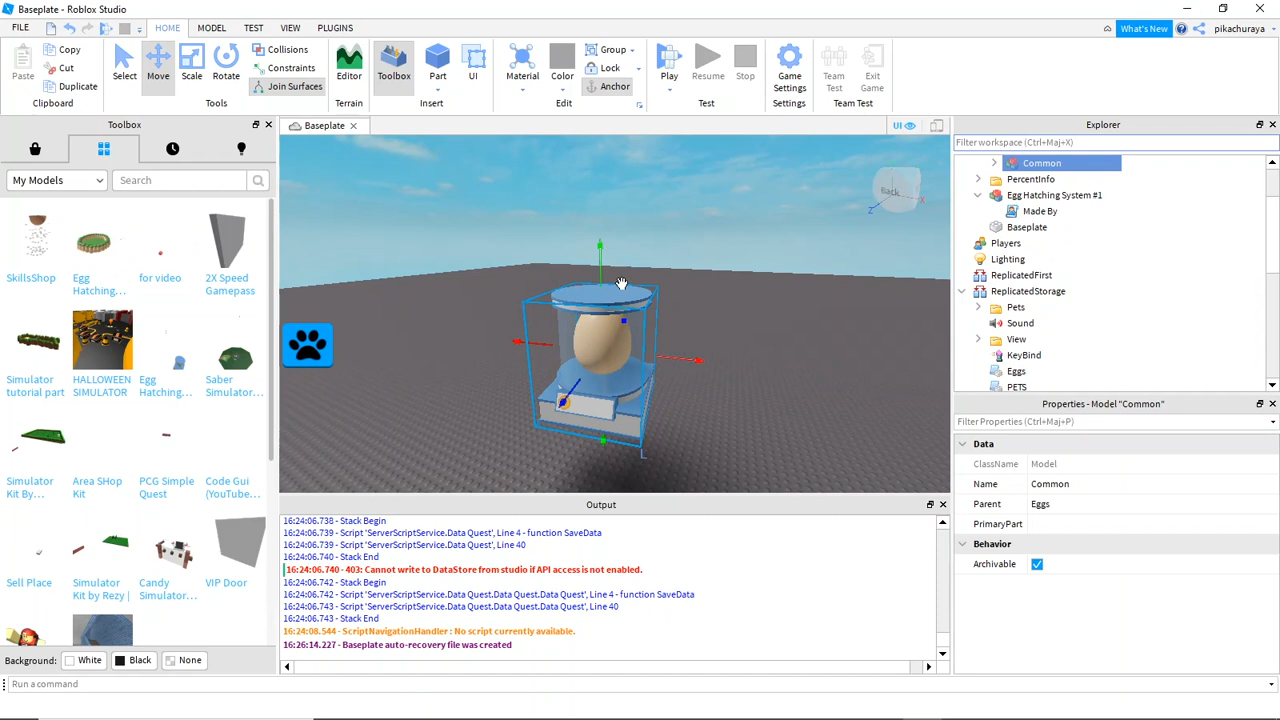 Baseplate - Roblox Studio
FILE
HOME
MODEL
TEST
VIEW
PLUGINS
What's New
pikachuraya
Paste
Copy
Cut
Duplicate
Clipboard
Select
Move
Scale
Rotate
Collisions
Constraints
Join Surfaces
Tools
Editor
Terrain
Toolbox
Part
UI
Insert
Material
Color
Group
Lock
Anchor
Edit
Play
Resume
Stop
Test
Game
Settings
Settings
Team
Test
Exit
Game
Team Test
Toolbox
My Models
Search
SkillsShop
Egg
Hatching...
for video
2X Speed
Gamepass
Simulator
tutorial part
HALLOWEEN
SIMULATOR
Egg
Hatching...
Saber
Simulator...
Simulator
Kit By...
Area SHop
Kit
PCG Simple
Quest
Code Gui
(YouTube...
Sell Place
Simulator
Kit by Rezy |
Candy
Simulator...
VIP Door
Background:
White
Black
None
Run a command
Baseplate
UI
Back
X
Z
L
Output
16:24:06.738 - Stack Begin
16:24:06.739 - Script 'ServerScriptService.Data Quest', Line 4 - function SaveData
16:24:06.739 - Script 'ServerScriptService.Data Quest', Line 40
16:24:06.740 - Stack End
16:24:06.740 - 403: Cannot write to DataStore from studio if API access is not enabled.
16:24:06.742 - Stack Begin
16:24:06.742 - Script 'ServerScriptService.Data Quest.Data Quest.Data Quest', Line 4 - function SaveData
16:24:06.743 - Script 'ServerScriptService.Data Quest.Data Quest.Data Quest', Line 40
16:24:06.743 - Stack End
16:24:08.544 - ScriptNavigationHandler : No script currently available.
16:26:14.227 - Baseplate auto-recovery file was created
Explorer
Filter workspace (Ctrl+Maj+X)
Common
PercentInfo
Egg Hatching System #1
Made By
Baseplate
Players
Lighting
ReplicatedFirst
ReplicatedStorage
Pets
Sound
View
KeyBind
Eggs
PETS
Properties - Model "Common"
Filter Properties (Ctrl+Maj+P)
Data
ClassName Model
Name Common
Parent Eggs
PrimaryPart
Behavior
Archivable